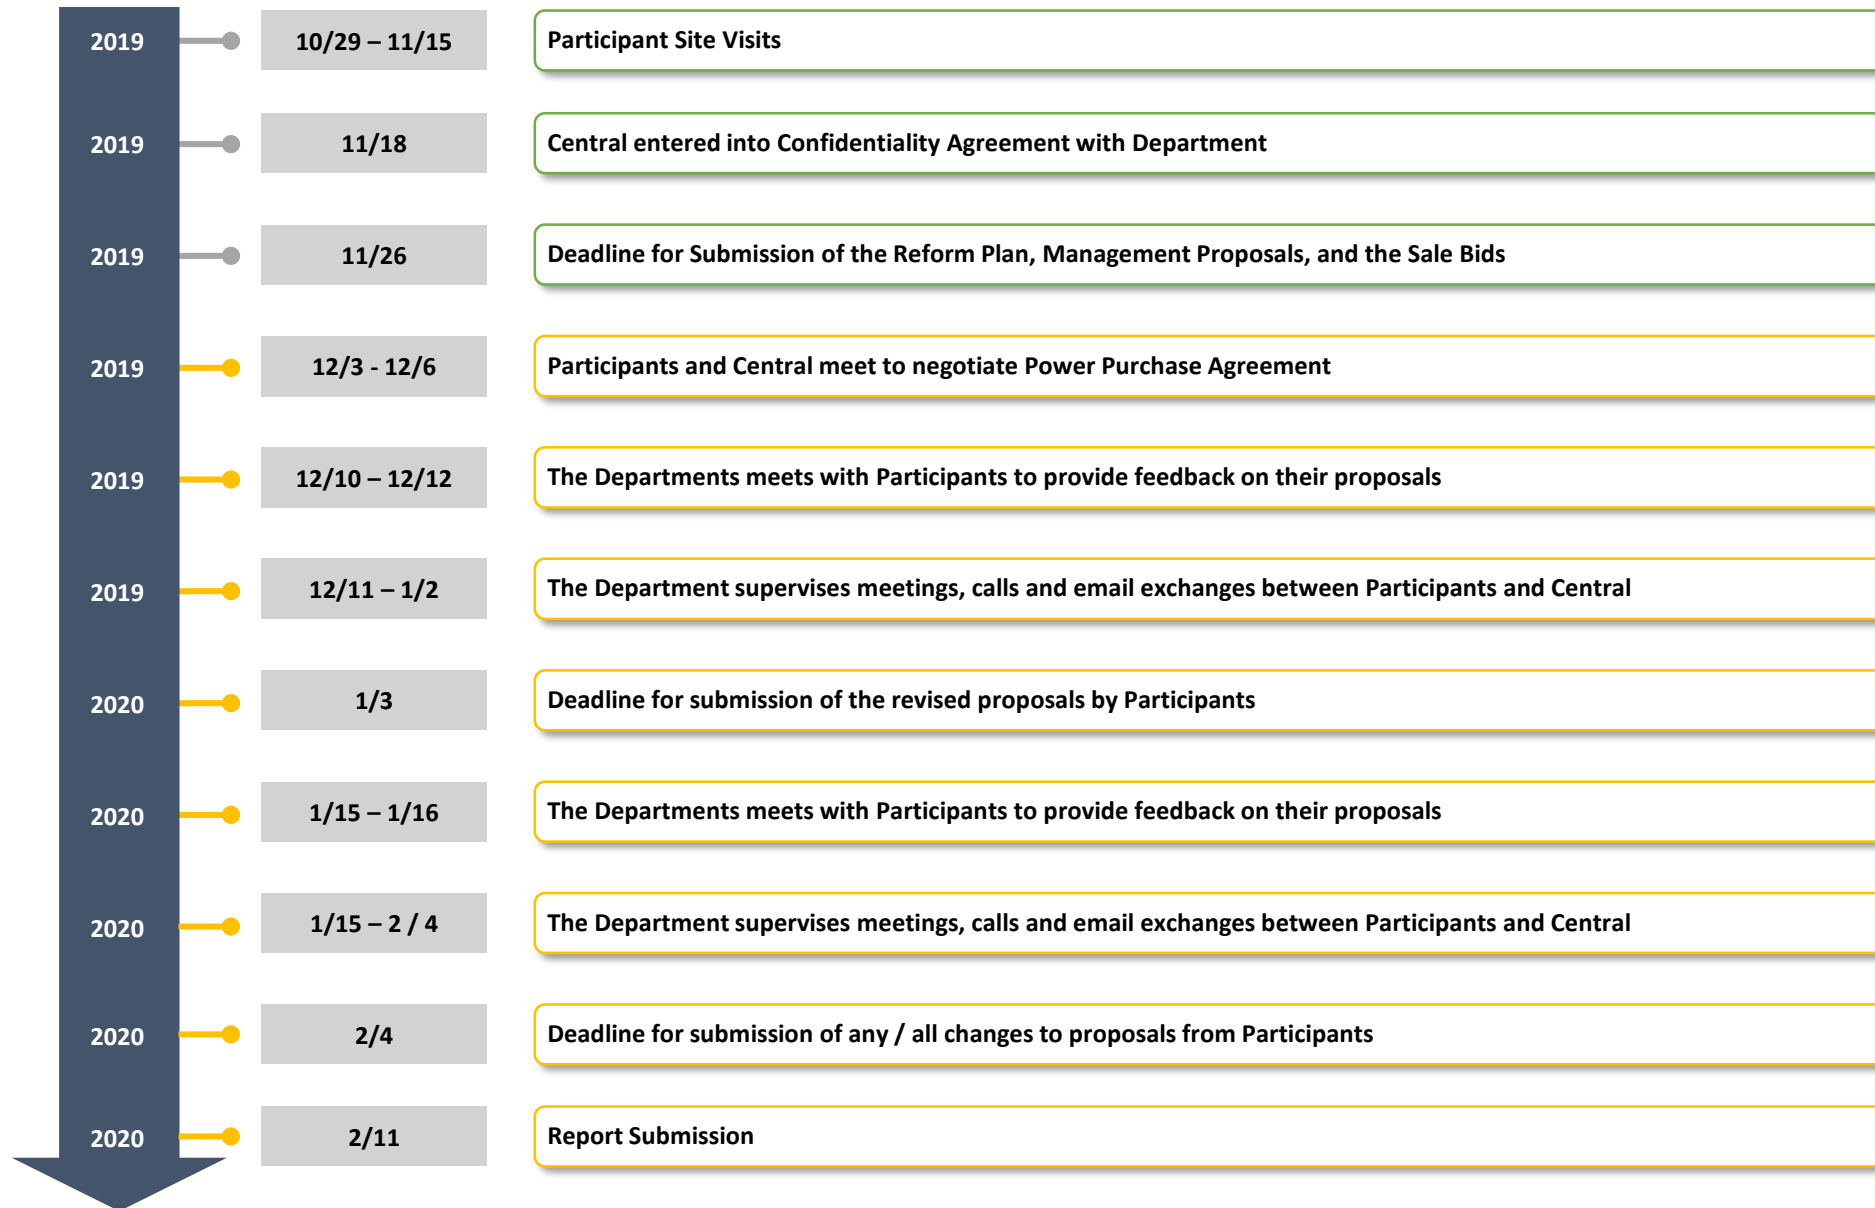 2019 10/29 – 11/15 Participant Site Visits
2019 11/18 Central entered into Confidentiality Agreement with Department
2019 11/26 Deadline for Submission of the Reform Plan, Management Proposals, and the Sale Bids
2019 12/3 - 12/6 Participants and Central meet to negotiate Power Purchase Agreement
2019 12/10 – 12/12 The Departments meets with Participants to provide feedback on their proposals
2019 12/11 – 1/2 The Department supervises meetings, calls and email exchanges between Participants and Central
2020 1/3 Deadline for submission of the revised proposals by Participants
2020 1/15 – 1/16 The Departments meets with Participants to provide feedback on their proposals
2020 1/15 – 2 / 4 The Department supervises meetings, calls and email exchanges between Participants and Central
2020 2/4 Deadline for submission of any / all changes to proposals from Participants
2020 2/11 Report Submission